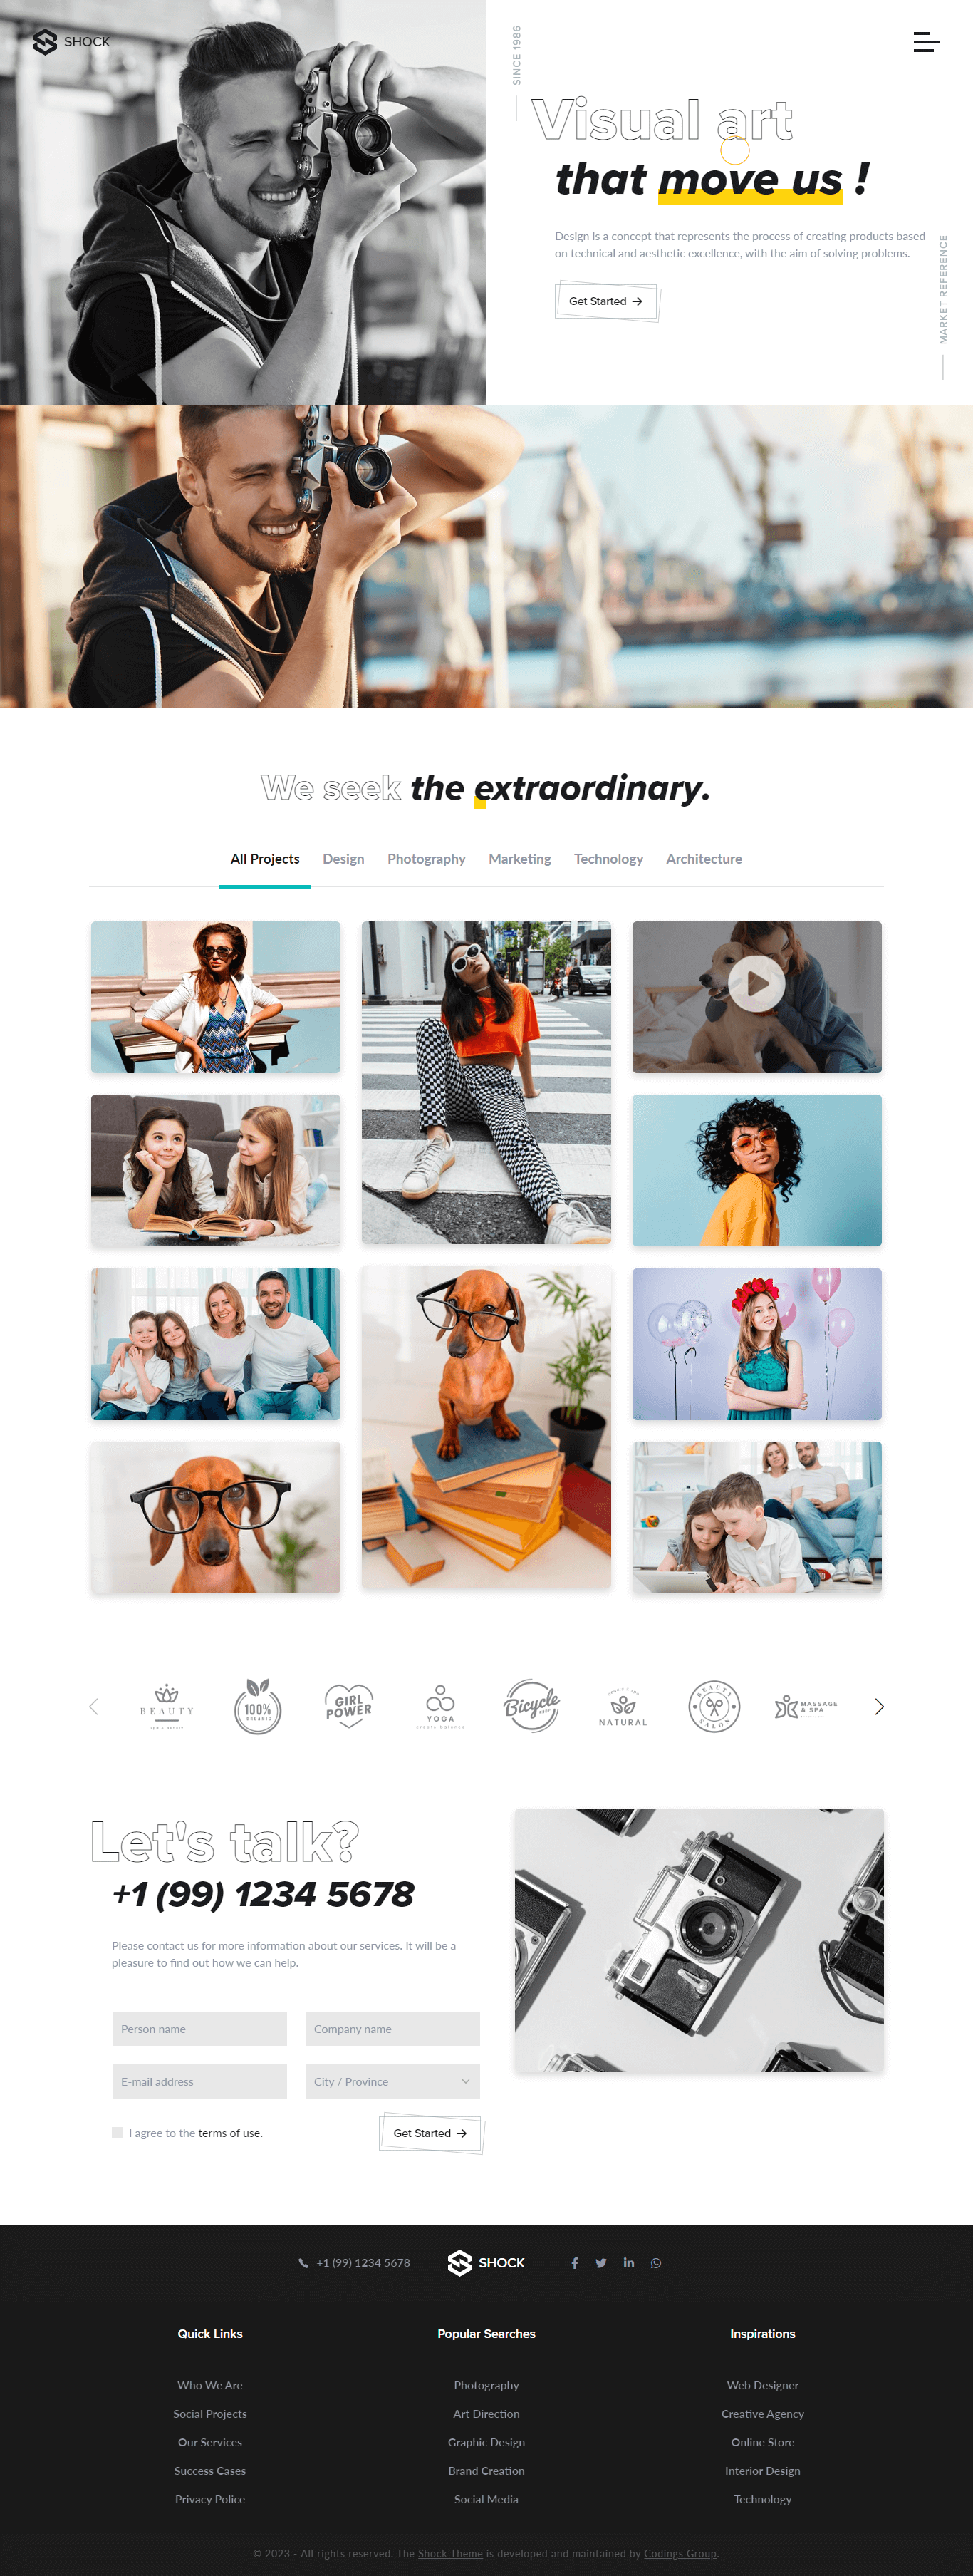 SHOCK
SINCE 1986
Visual art
that move us !
Design is a concept that represents the process of creating products based
on technical and aesthetic excellence, with the aim of solving problems.
Get Started
MARKET REFERENCE
We seek the extraordinary.
All Projects Design Photography Marketing Technology Architecture
BEAUTY
spa & beauty
100%
ORGANIC
GIRL
POWER
YOGA
create balance
Bicycle
NATURAL
BEAUTY
SALON
MASSAGE
& SPA
Let's talk?
+1 (99) 1234 5678
Please contact us for more information about our services. It will be a
pleasure to find out how we can help.
Person name Company name
E-mail address City / Province
I agree to the terms of use.
Get Started
+1 (99) 1234 5678 SHOCK
Quick Links
Who We Are
Social Projects
Our Services
Success Cases
Privacy Police
Popular Searches
Photography
Art Direction
Graphic Design
Brand Creation
Social Media
Inspirations
Web Designer
Creative Agency
Online Store
Interior Design
Technology
© 2023 - All rights reserved. The Shock Theme is developed and maintained by Codings Group.